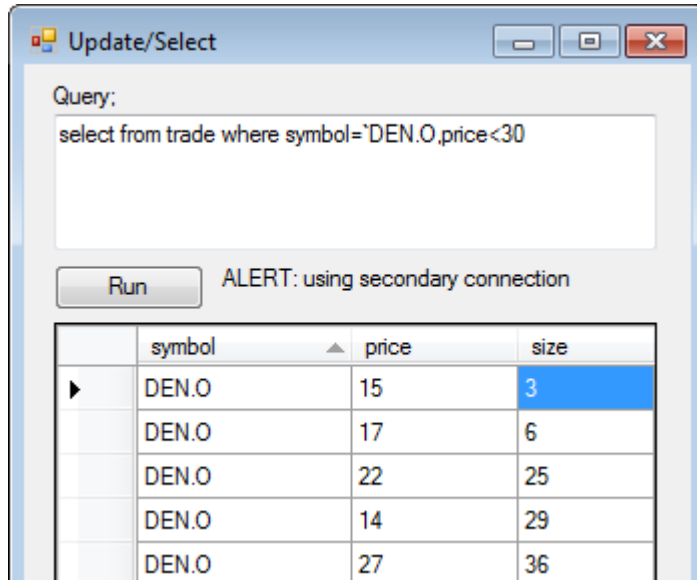 Update/Select
Query;
select from trade where symbol=`DEN.O,price<30
Run ALERT: using secondary connection
symbol price size
DEN.O 15 3
DEN.O 17 6
DEN.O 22 25
DEN.O 14 29
DEN.O 27 36